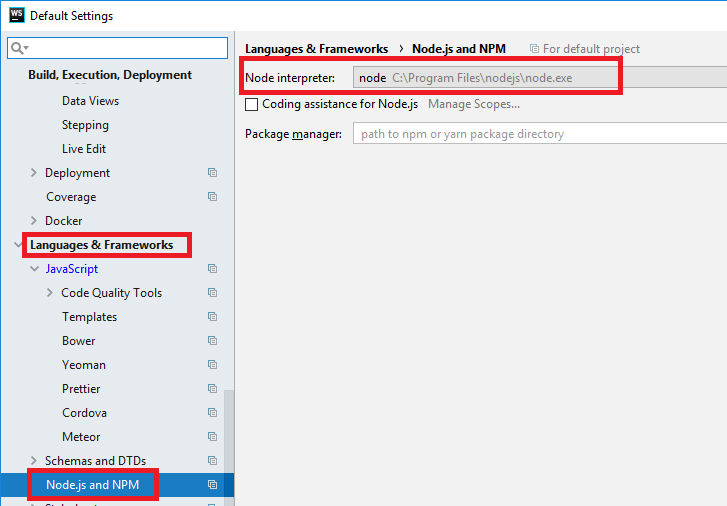 WS Default Settings
Build, Execution, Deployment
Data Views
Stepping
Live Edit
Deployment
Coverage
Docker
Languages & Frameworks
JavaScript
Code Quality Tools
Templates
Bower
Yeoman
Prettier
Cordova
Meteor
Schemas and DTDs
Node.js and NPM
Languages & Frameworks › Node.js and NPM For default project
Node interpreter: node C:\Program Files\nodejs\node.exe
Coding assistance for Node.js Manage Scopes...
Package manager: path to npm or yarn package directory